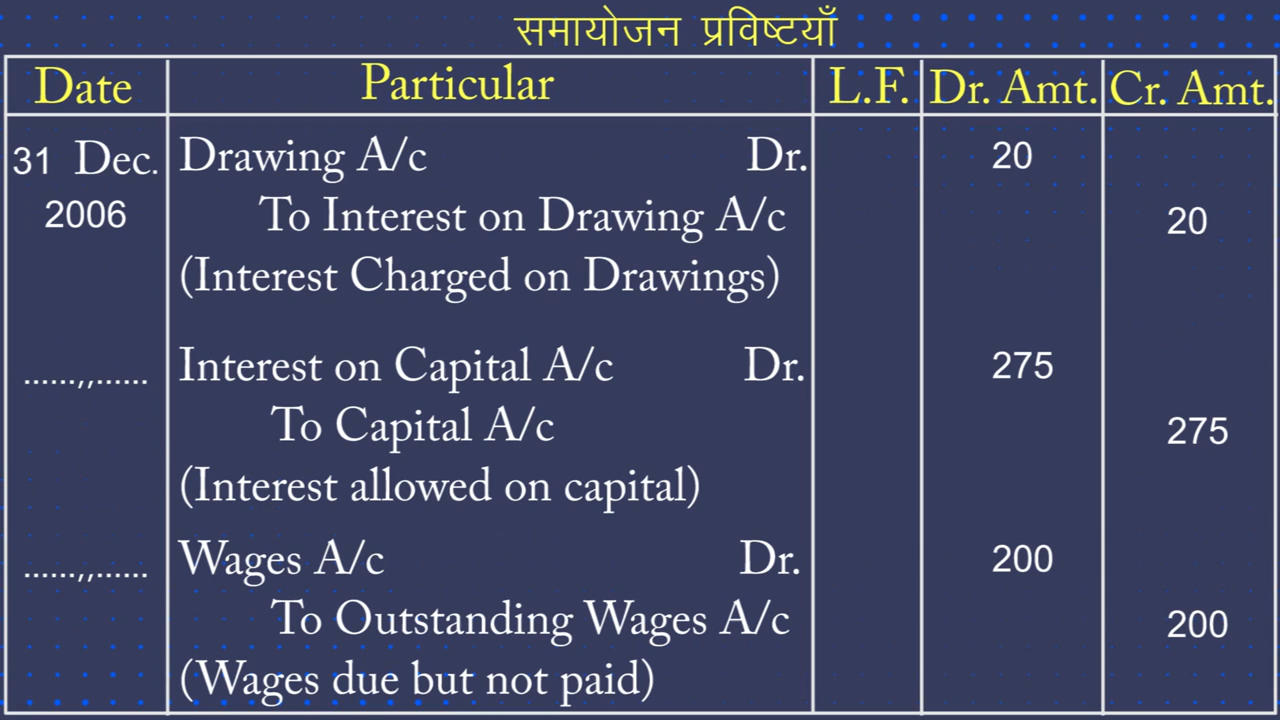 समायोजन प्रविष्टयाँ
Date Particular L.F. Dr. Amt. Cr. Amt.
31 Dec. Drawing A/c Dr. 20
2006 To Interest on Drawing A/c 20
(Interest Charged on Drawings)
......,,...... Interest on Capital A/c Dr. 275
To Capital A/c 275
(Interest allowed on capital)
......,,...... Wages A/c Dr. 200
To Outstanding Wages A/c 200
(Wages due but not paid)